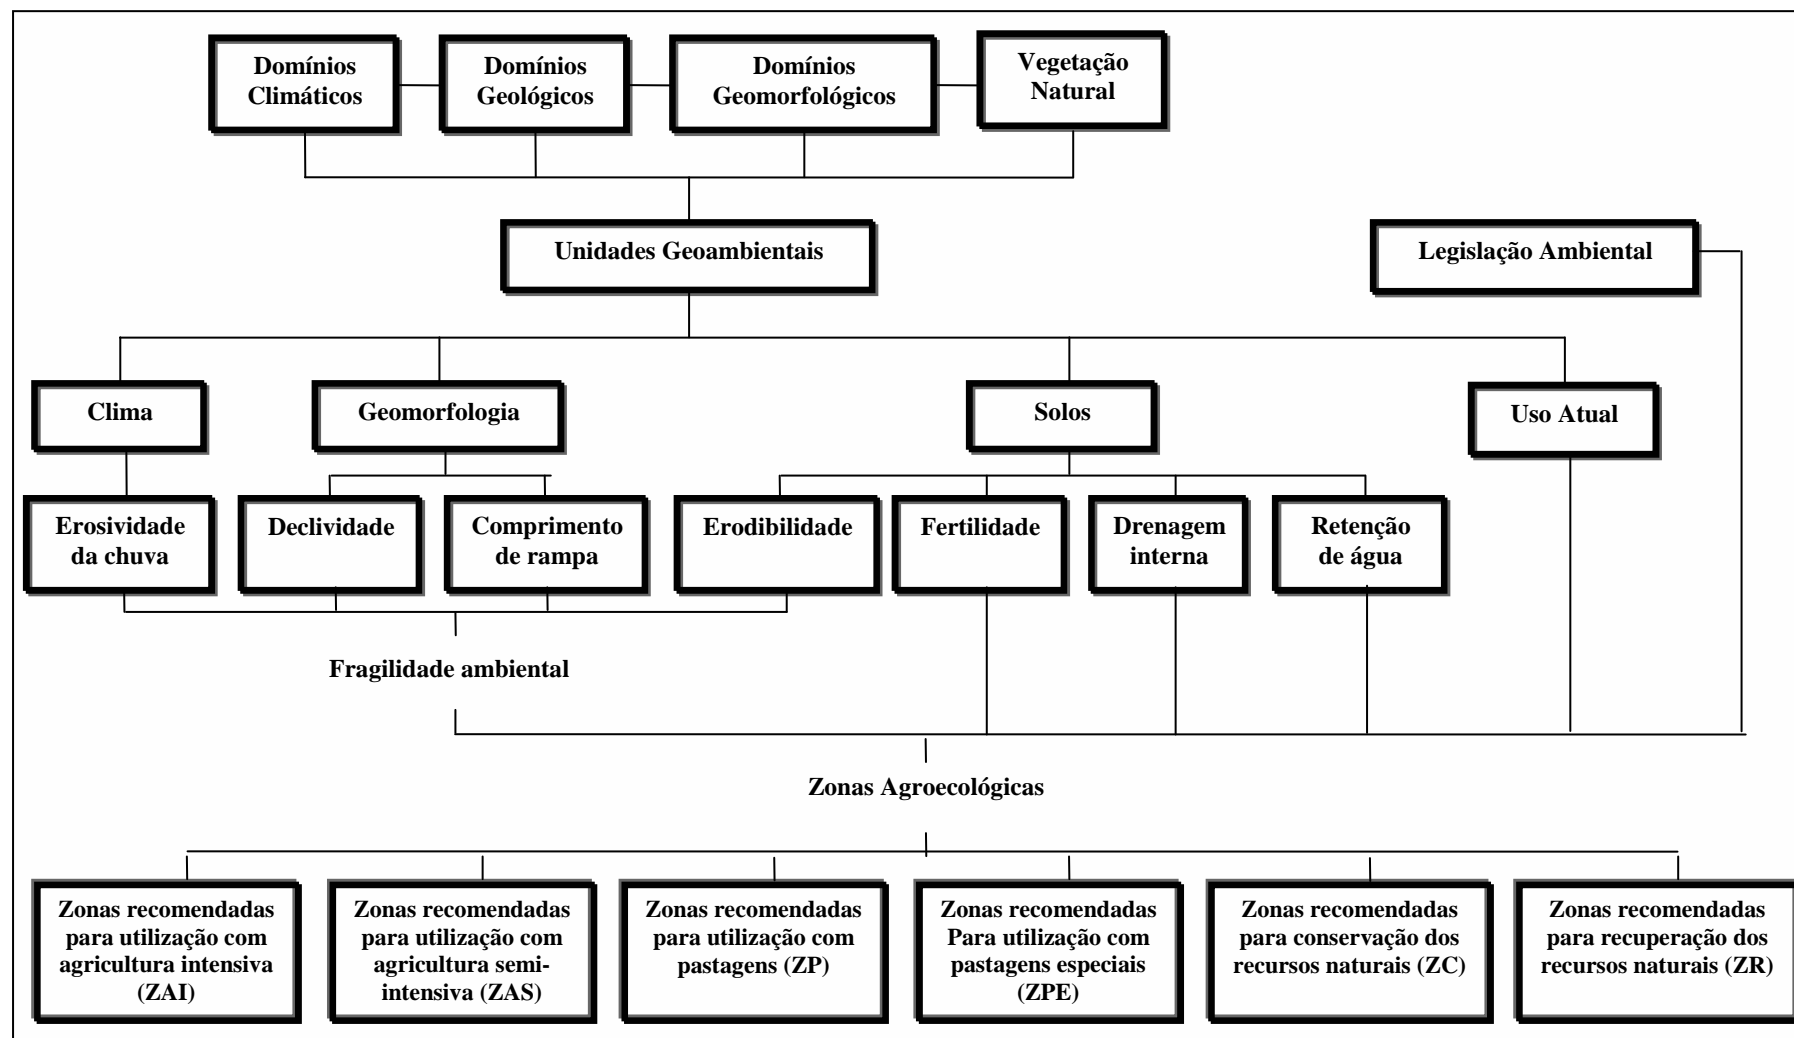 Domínios
Climáticos
Domínios
Geológicos
Domínios
Geomorfológicos
Vegetação
Natural
Unidades Geoambientais
Legislação Ambiental
Clima
Geomorfologia
Solos
Uso Atual
Erosividade
da chuva
Declividade
Comprimento
de rampa
Erodibilidade
Fertilidade
Drenagem
interna
Retenção
de água
Fragilidade ambiental
Zonas Agroecológicas
Zonas recomendadas
para utilização com
agricultura intensiva
(ZAI)
Zonas recomendadas
para utilização com
agricultura semi-
intensiva (ZAS)
Zonas recomendadas
para utilização com
pastagens (ZP)
Zonas recomendadas
Para utilização com
pastagens especiais
(ZPE)
Zonas recomendadas
para conservação dos
recursos naturais (ZC)
Zonas recomendadas
para recuperação dos
recursos naturais (ZR)